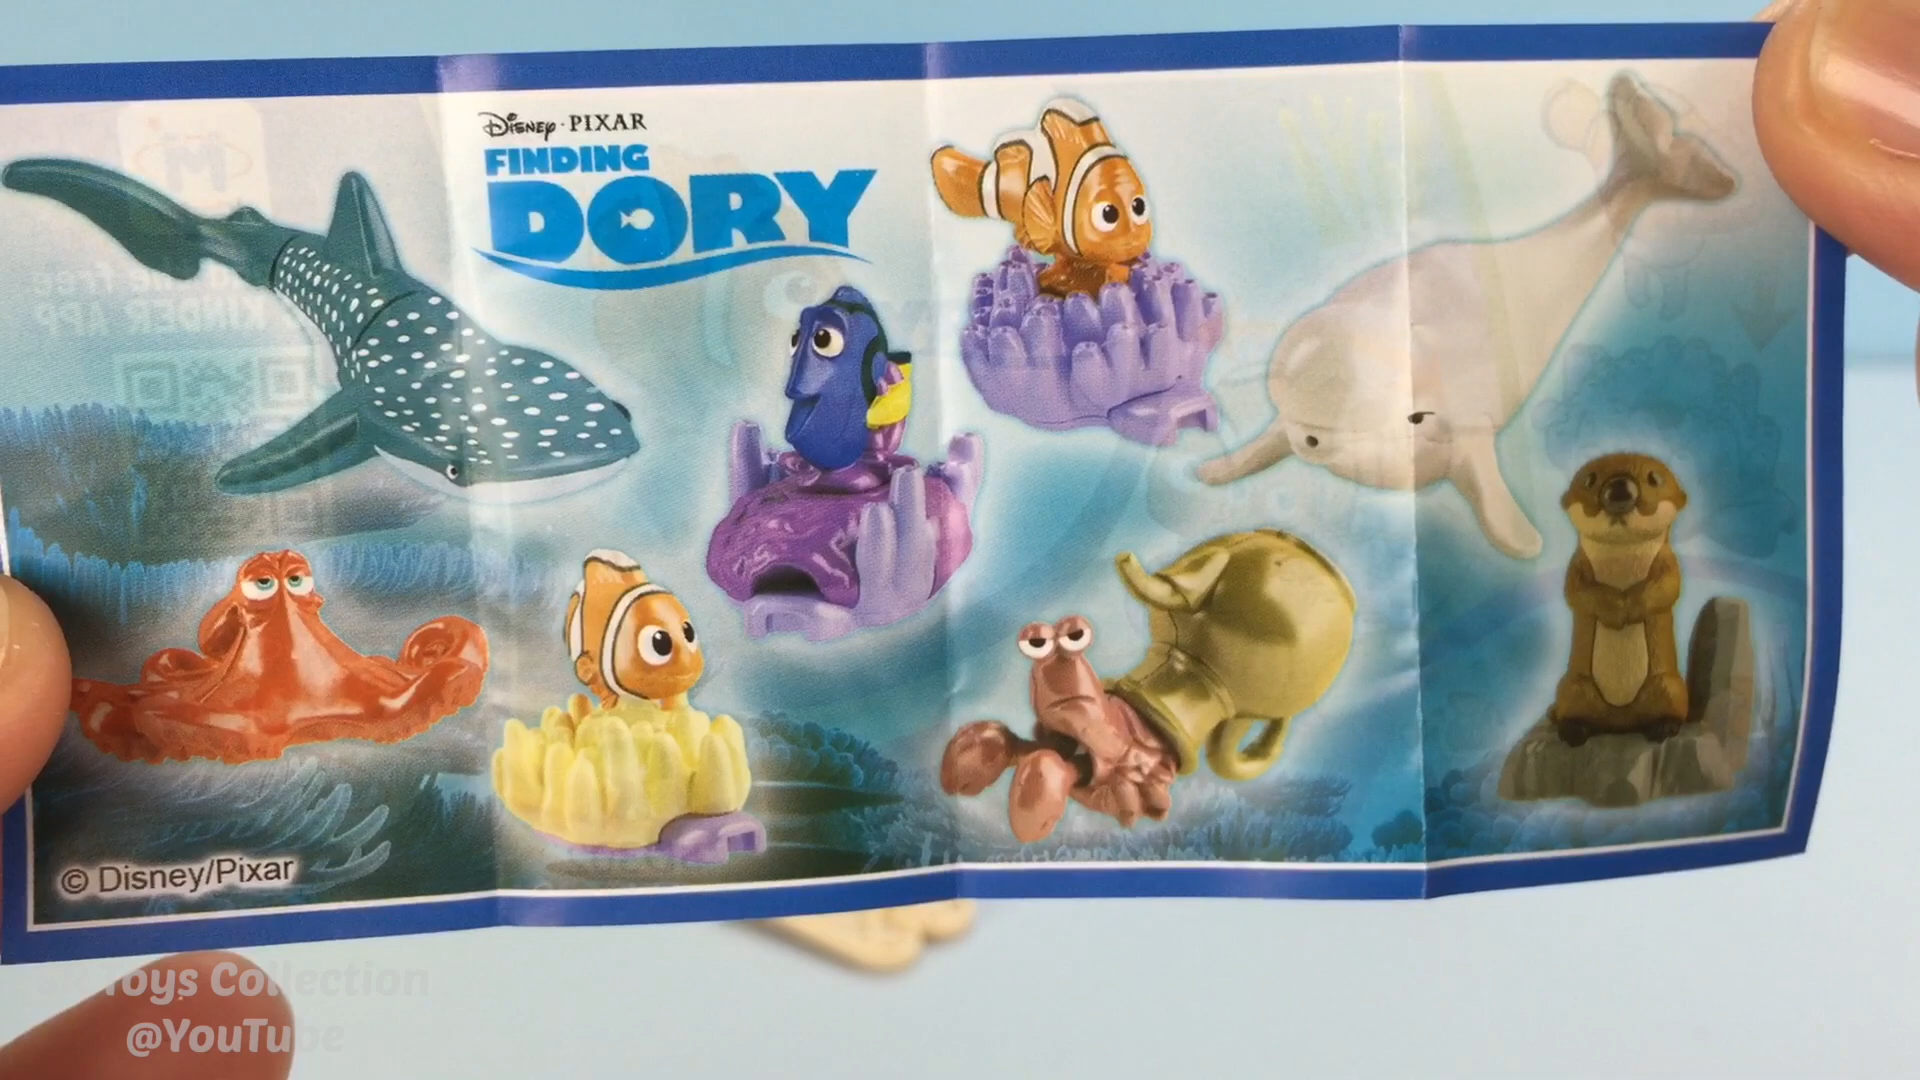 Disney · PIXAR
FINDING
DORY
© Disney/Pixar
Toys Collection
@YouTube